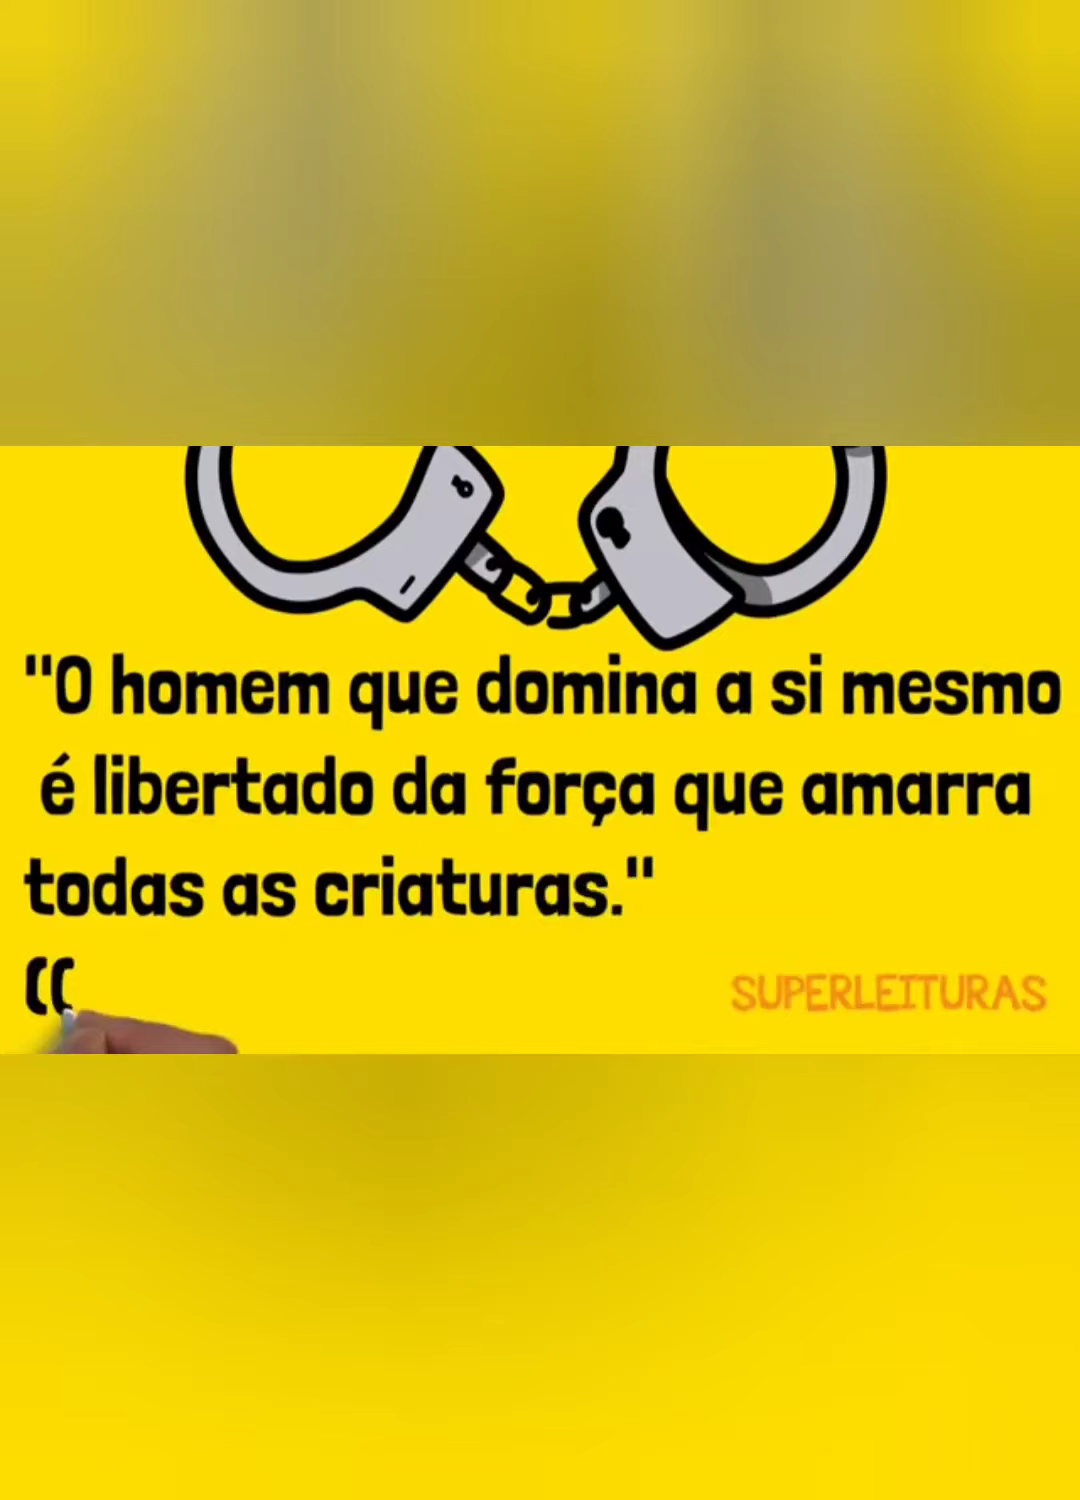 "O homem que domina a si mesmo
é libertado da força que amarra
todas as criaturas."
((
SUPERLEITURAS